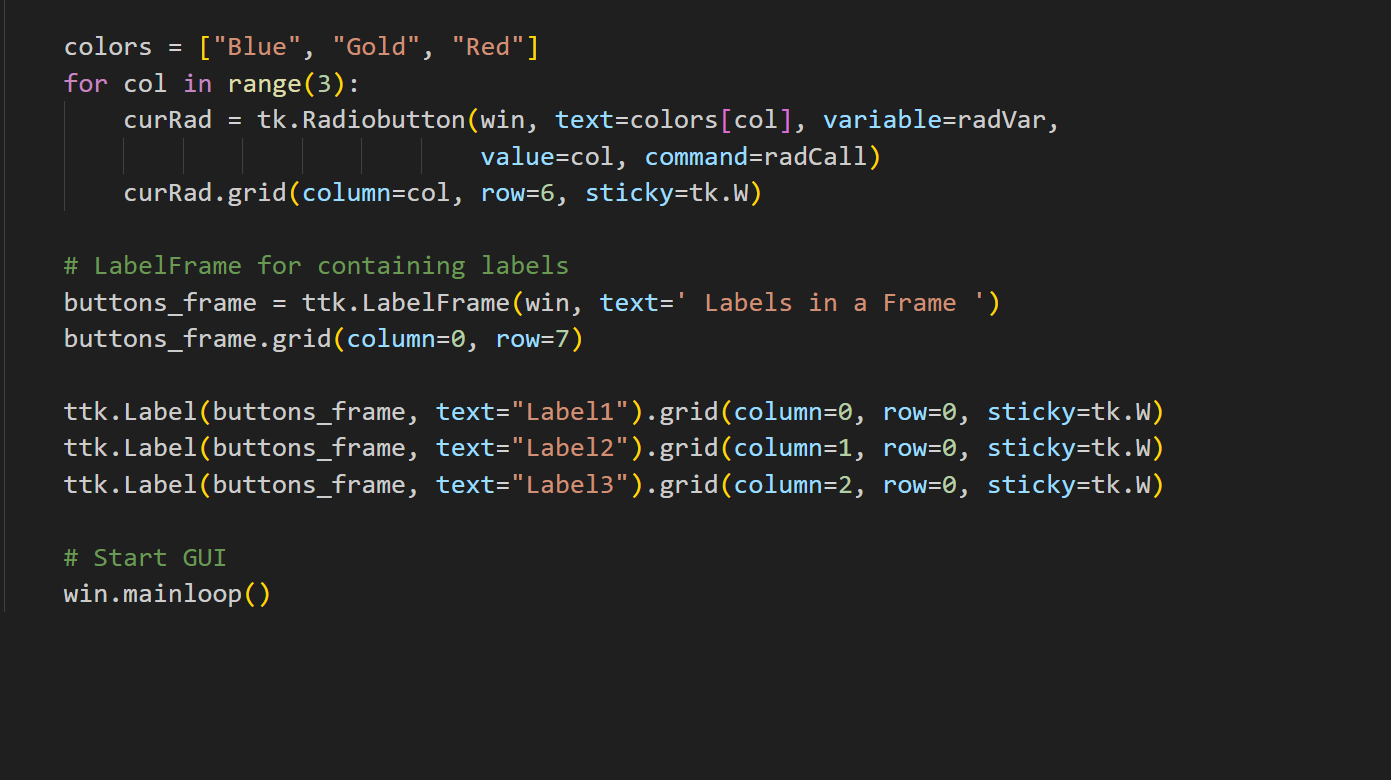 colors = ["Blue", "Gold", "Red"]
for col in range(3):
    curRad = tk.Radiobutton(win, text=colors[col], variable=radVar,
                            value=col, command=radCall)
    curRad.grid(column=col, row=6, sticky=tk.W)
# LabelFrame for containing labels
buttons_frame = ttk.LabelFrame(win, text=' Labels in a Frame ')
buttons_frame.grid(column=0, row=7)
ttk.Label(buttons_frame, text="Label1").grid(column=0, row=0, sticky=tk.W)
ttk.Label(buttons_frame, text="Label2").grid(column=1, row=0, sticky=tk.W)
ttk.Label(buttons_frame, text="Label3").grid(column=2, row=0, sticky=tk.W)
# Start GUI
win.mainloop()